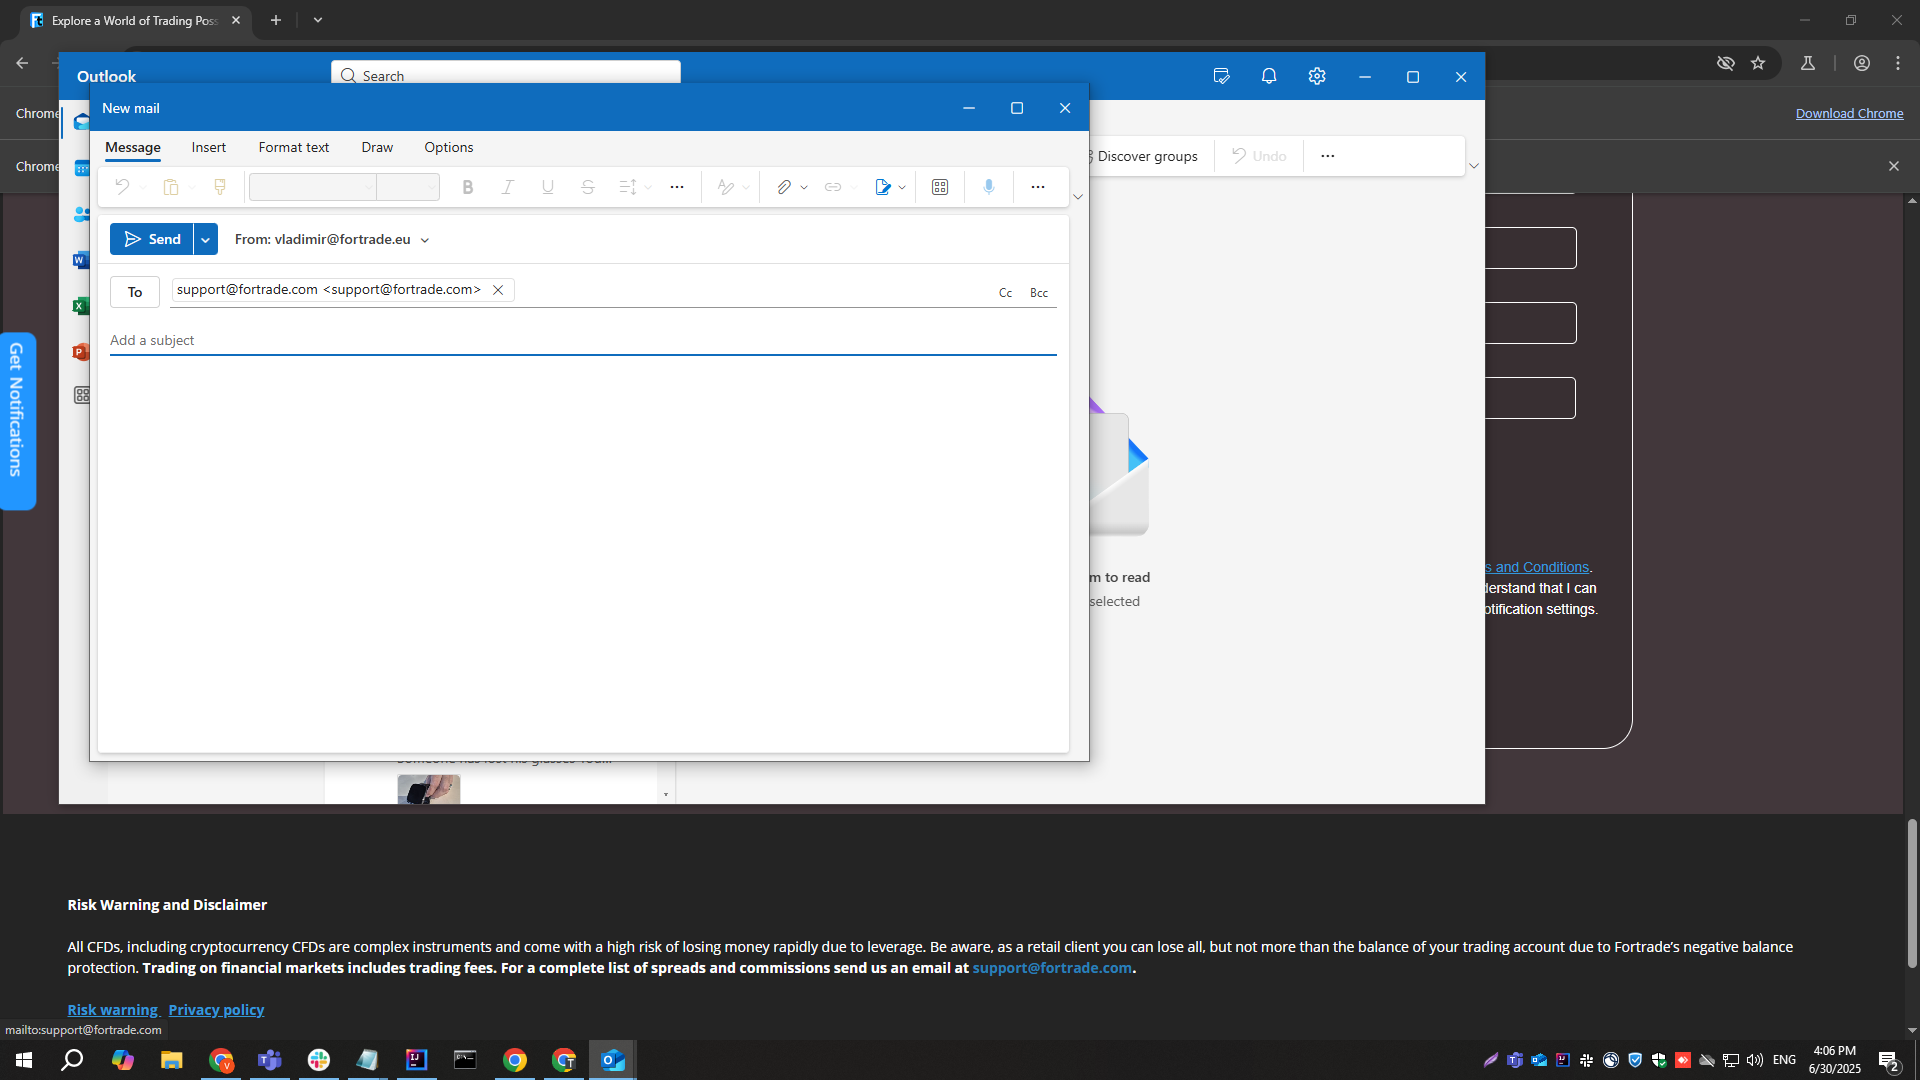 Explore a World of Trading Poss
Outlook
Search
Chrome
Download Chrome
New mail
Message
Insert
Format text
Draw
Options
Discover groups
Undo
Chrome
Send
From: vladimir@fortrade.eu
To
support@fortrade.com <support@fortrade.com>
Cc
Bcc
Add a subject
Get Notifications
s and Conditions.
derstand that I can
otification settings.
m to read
selected
Risk Warning and Disclaimer
All CFDs, including cryptocurrency CFDs are complex instruments and come with a high risk of losing money rapidly due to leverage. Be aware, as a retail client you can lose all, but not more than the balance of your trading account due to Fortrade’s negative balance
protection. Trading on financial markets includes trading fees. For a complete list of spreads and commissions send us an email at support@fortrade.com.
Risk warning Privacy policy
mailto:support@fortrade.com
ENG
4:06 PM
6/30/2025
2